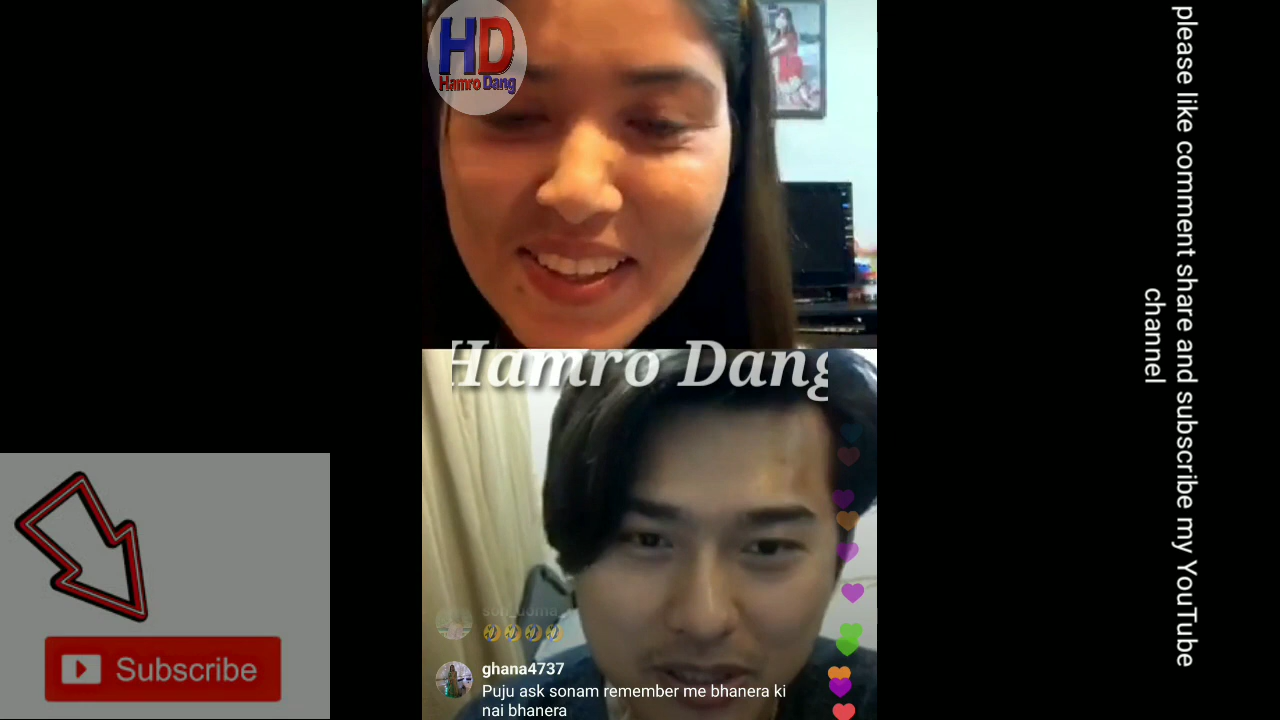 HD
Hamro Dang
Hamro Dang
ghana4737
Puju ask sonam remember me bhanera ki
nai bhanera
Subscribe
please like comment share and subscribe my YouTube
channel